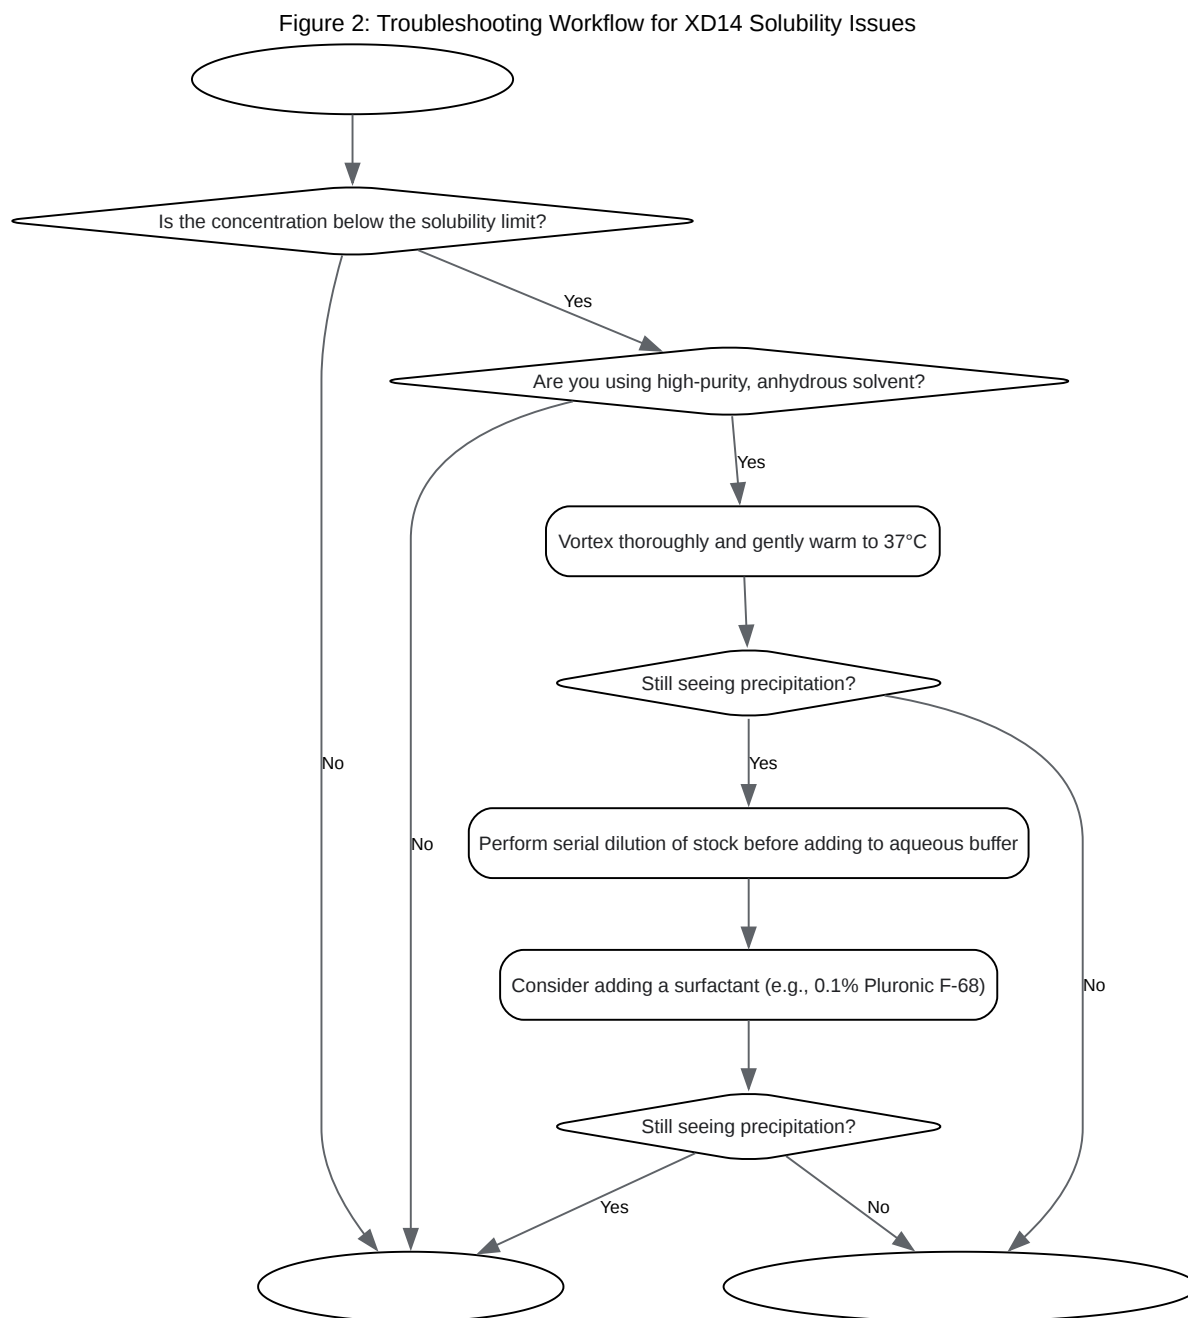 Figure 2: Troubleshooting Workflow for XD14 Solubility Issues
Is the concentration below the solubility limit?
Yes
Are you using high-purity, anhydrous solvent?
Yes
Vortex thoroughly and gently warm to 37°C
Still seeing precipitation?
No
Yes
Perform serial dilution of stock before adding to aqueous buffer
No
Consider adding a surfactant (e.g., 0.1% Pluronic F-68)
No
Still seeing precipitation?
Yes
No